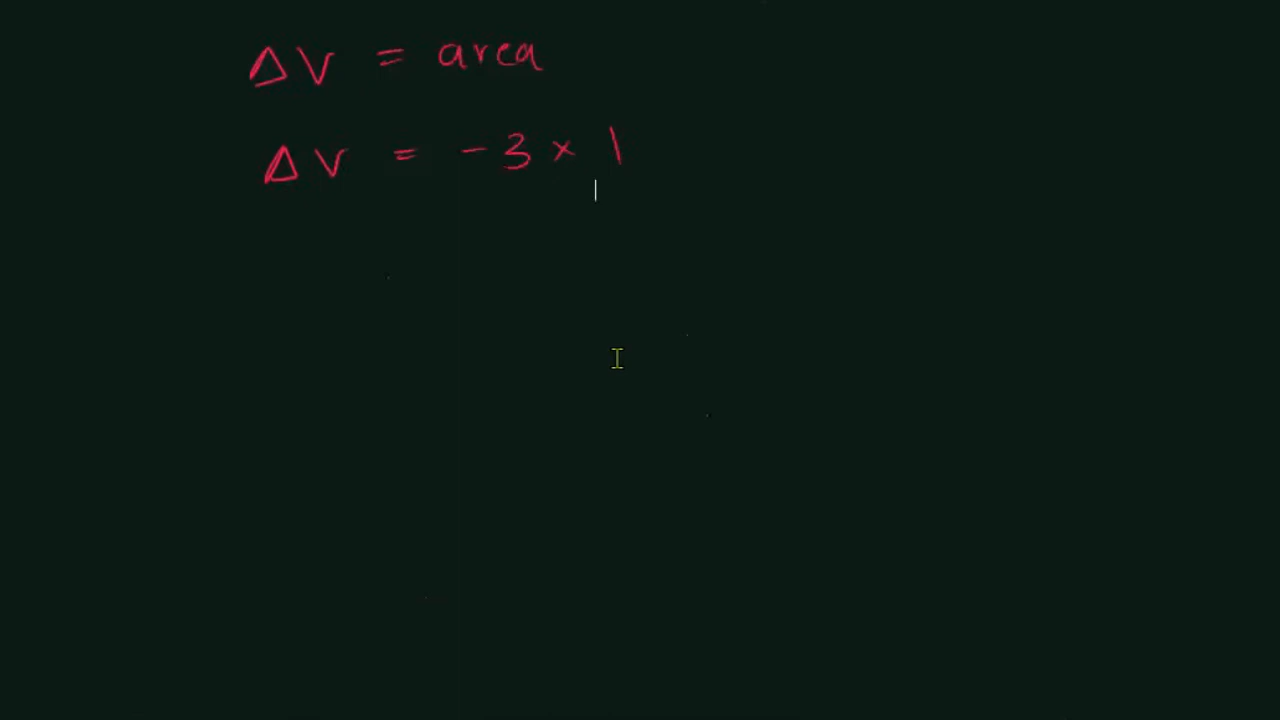 ΔV = area
ΔV = -3 × 1